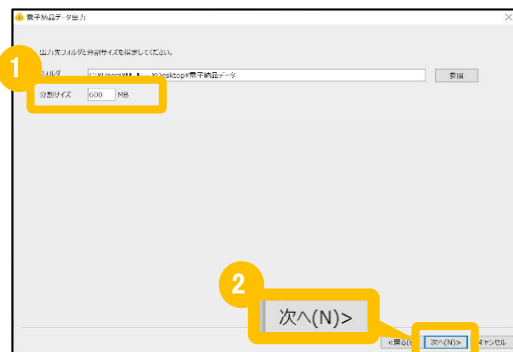 電子納品データ出力
出力先フォルダと分割サイズを指定してください。
1
フォルダ
¥Desktop¥電子納品データ
参照
分割サイズ 600 MB
2
次へ(N)>
<戻る(
次へ(N)>
キャンセル